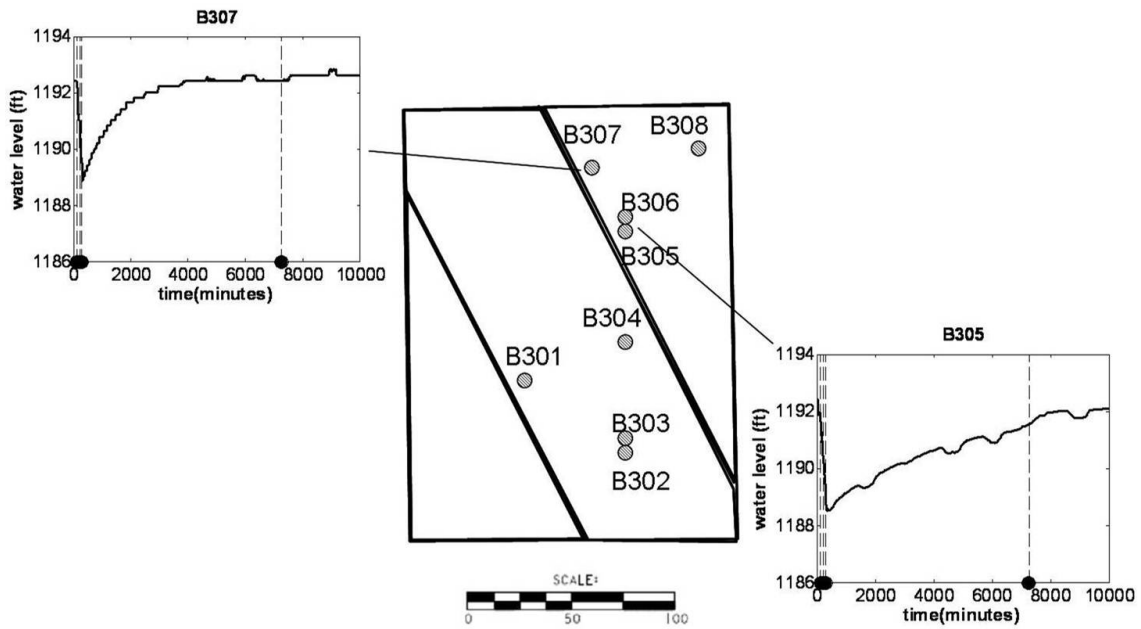 B307
1194
1192
1190
1188
1186
water level (ft)
0 2000 4000 6000 8000 10000
time(minutes)
B307
B308
B306
B305
B304
B301
B303
B302
SCALE:
0 50 100
B305
1194
1192
1190
1188
1186
water level (ft)
0 2000 4000 6000 8000 10000
time(minutes)